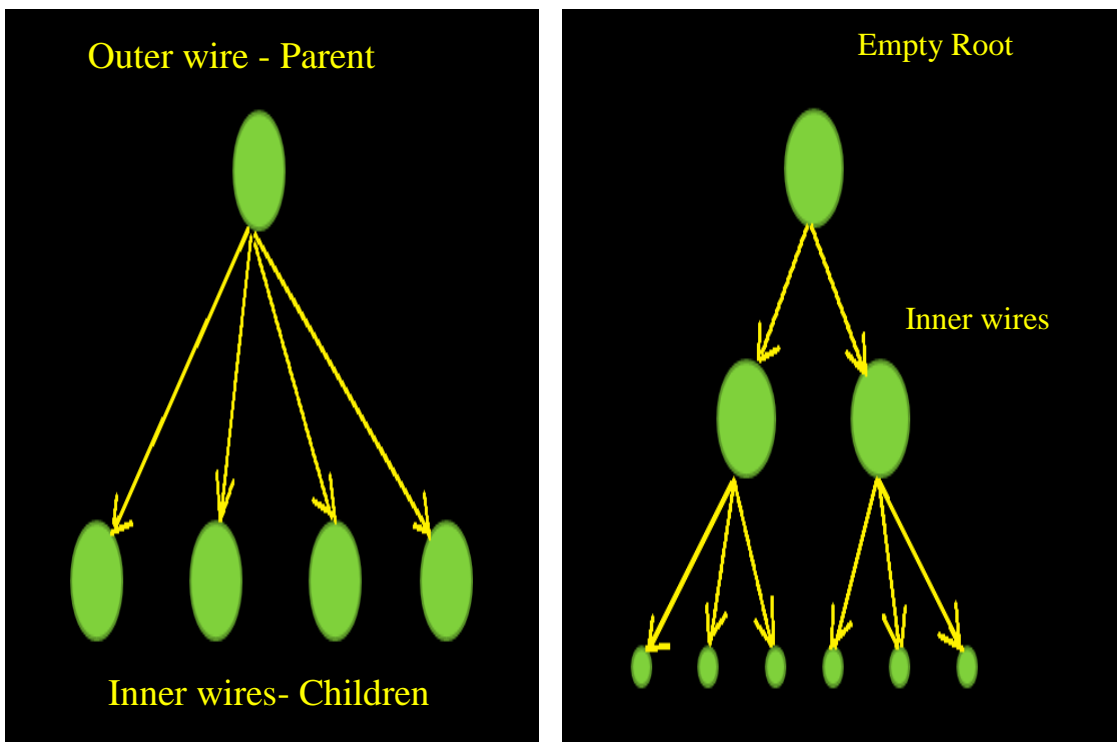 Outer wire - Parent
Inner wires- Children
Empty Root
Inner wires